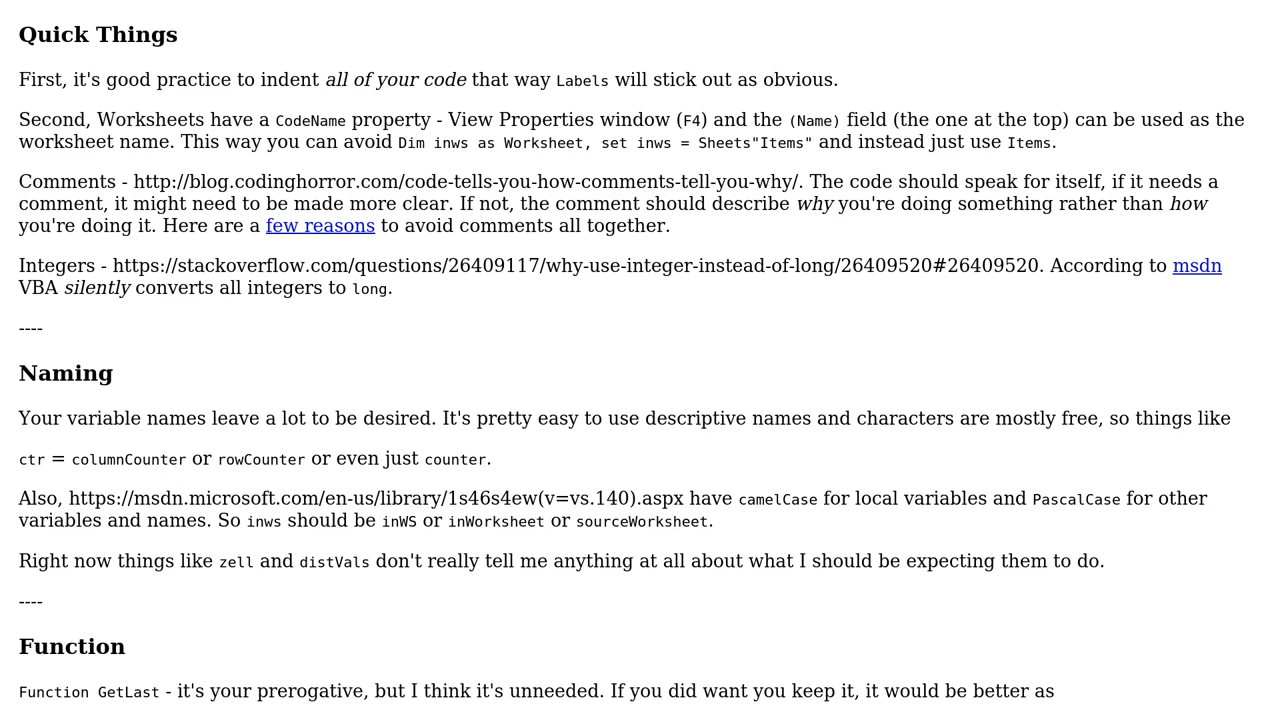 Quick Things
First, it's good practice to indent all of your code that way Labels will stick out as obvious.
Second, Worksheets have a CodeName property - View Properties window (F4) and the (Name) field (the one at the top) can be used as the
worksheet name. This way you can avoid Dim inws as Worksheet, set inws = Sheets"Items" and instead just use Items.
Comments - http://blog.codinghorror.com/code-tells-you-how-comments-tell-you-why/. The code should speak for itself, if it needs a
comment, it might need to be made more clear. If not, the comment should describe why you're doing something rather than how
you're doing it. Here are a few reasons to avoid comments all together.
Integers - https://stackoverflow.com/questions/26409117/why-use-integer-instead-of-long/26409520#26409520. According to msdn
VBA silently converts all integers to long.
----
Naming
Your variable names leave a lot to be desired. It's pretty easy to use descriptive names and characters are mostly free, so things like
ctr = columnCounter or rowCounter or even just counter.
Also, https://msdn.microsoft.com/en-us/library/1s46s4ew(v=vs.140).aspx have camelCase for local variables and PascalCase for other
variables and names. So inws should be inWS or inWorksheet or sourceWorksheet.
Right now things like zell and distVals don't really tell me anything at all about what I should be expecting them to do.
----
Function
Function GetLast - it's your prerogative, but I think it's unneeded. If you did want you keep it, it would be better as